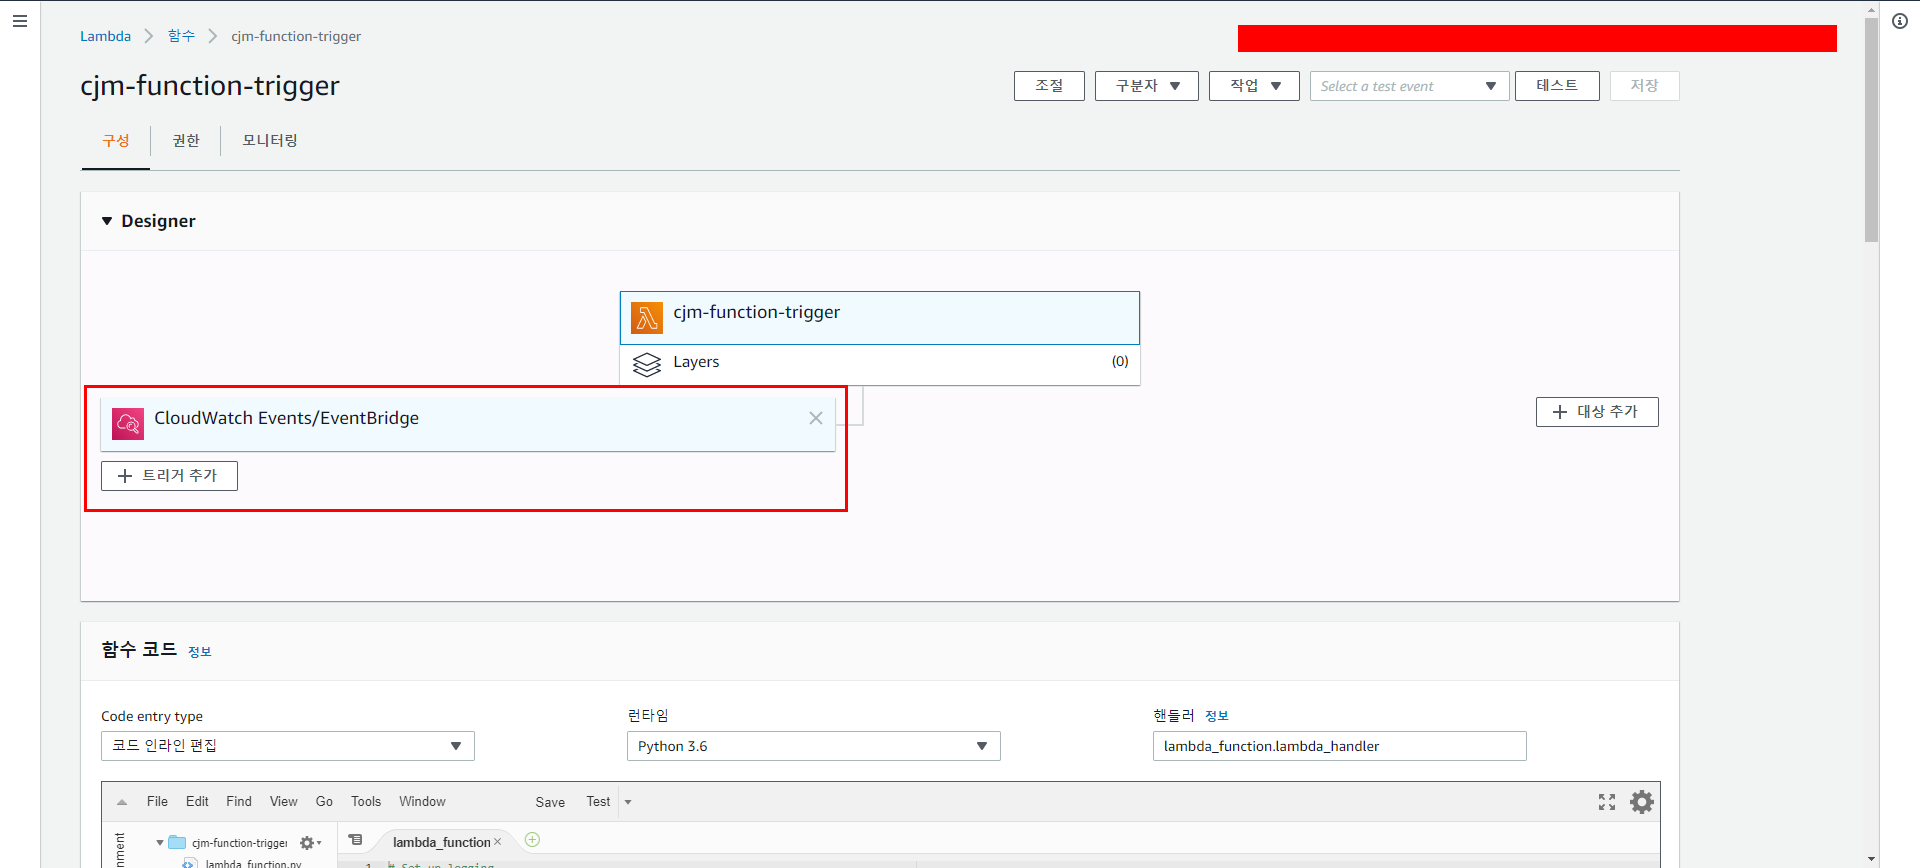 Lambda > 함수 > cjm-function-trigger
cjm-function-trigger
조절 구분자 작업 Select a test event 테스트 저장
구성 권한 모니터링
Designer
cjm-function-trigger
Layers (0)
CloudWatch Events/EventBridge
+ 대상 추가
+ 트리거 추가
함수 코드 정보
Code entry type 런타임 핸들러 정보
코드 인라인 편집 Python 3.6 lambda_function.lambda_handler
File Edit Find View Go Tools Window Save Test
cjm-function-trigger lambda_function
lambda_function.py 1 # Set up logging